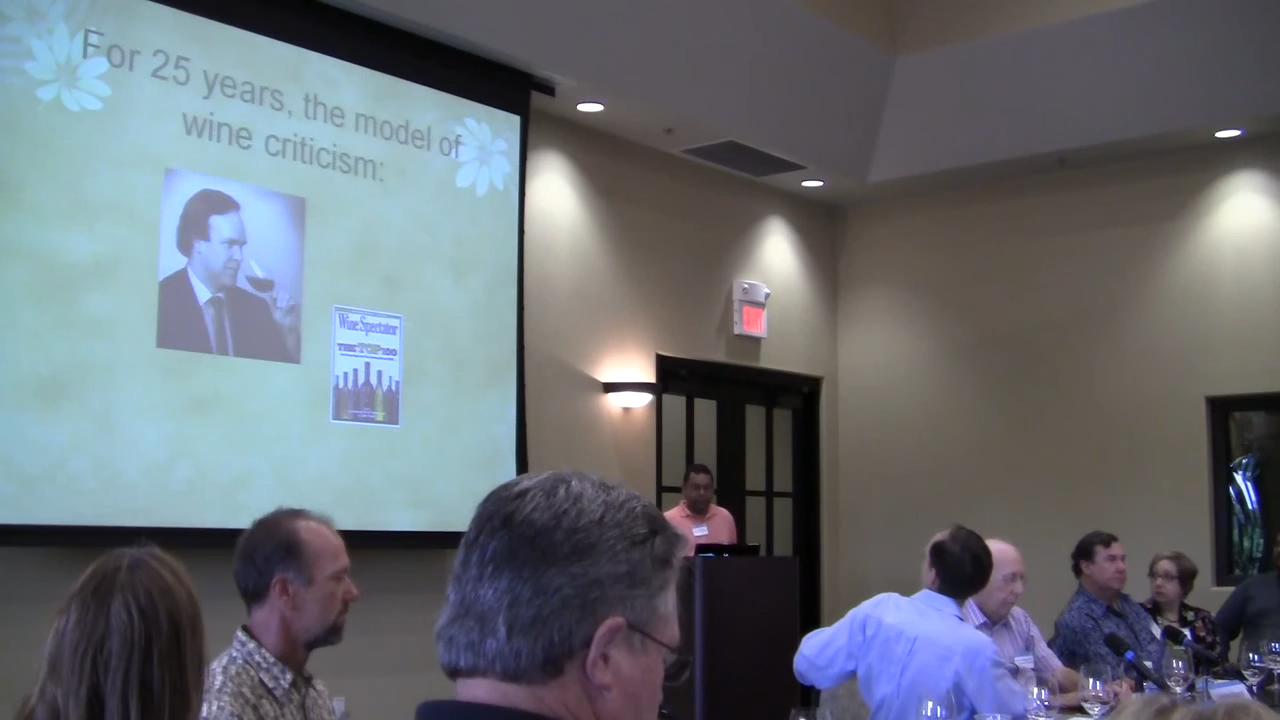 For 25 years, the model of
wine criticism:
Wine Spectator
THE TOP 100